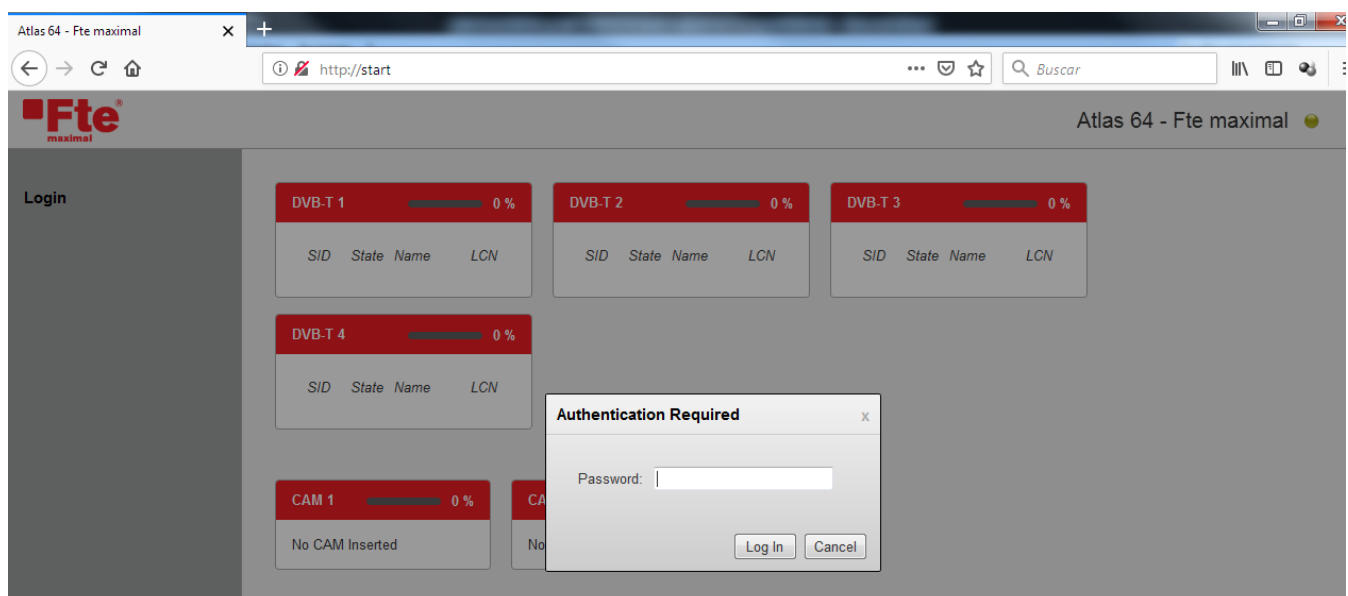 Atlas 64 - Fte maximal
http://start
Buscar
Fte®
maximal
Atlas 64 - Fte maximal
Login
DVB-T 1 0 %
SID State Name LCN
DVB-T 2 0 %
SID State Name LCN
DVB-T 3 0 %
SID State Name LCN
DVB-T 4 0 %
SID State Name LCN
Authentication Required x
Password:
Log In Cancel
CAM 1 0 %
No CAM Inserted
CA
No